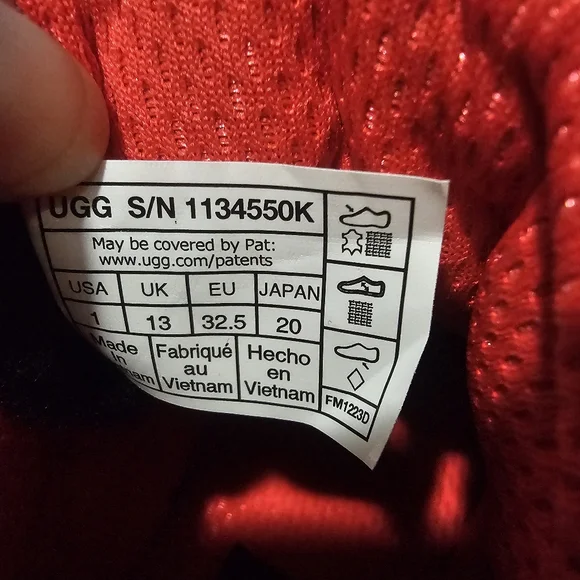 UGG S/N 1134550K
May be covered by Pat:
www.ugg.com/patents
USA UK EU JAPAN
1 13 32.5 20
Made in
Fabriqué au Vietnam
Hecho en Vietnam
FM1223D